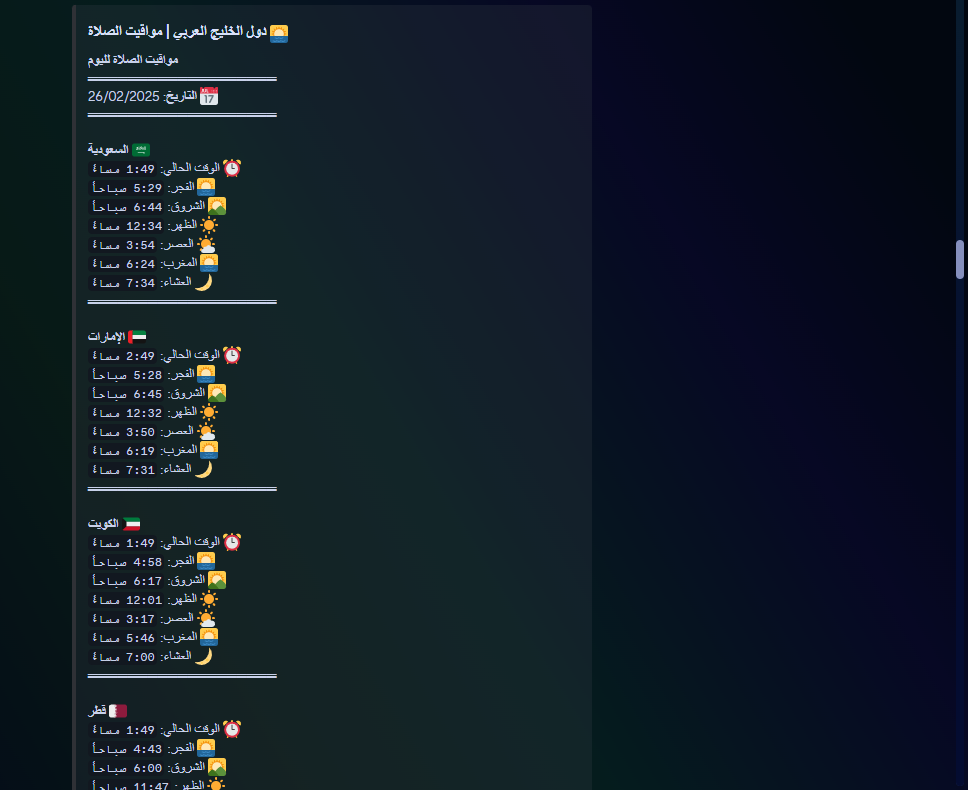 دول الخليج العربي | مواقيت الصلاة
مواقيت الصلاة لليوم
التاريخ: 26/02/2025
السعودية
الوقت الحالي: 1:49 مساءً
الفجر: 5:29 صباحاً
الشروق: 6:44 صباحاً
الظهر: 12:34 مساءً
العصر: 3:54 مساءً
المغرب: 6:24 مساءً
العشاء: 7:34 مساءً
الإمارات
الوقت الحالي: 2:49 مساءً
الفجر: 5:28 صباحاً
الشروق: 6:45 صباحاً
الظهر: 12:32 مساءً
العصر: 3:50 مساءً
المغرب: 6:19 مساءً
العشاء: 7:31 مساءً
الكويت
الوقت الحالي: 1:49 مساءً
الفجر: 4:58 صباحاً
الشروق: 6:17 صباحاً
الظهر: 12:01 مساءً
العصر: 3:17 مساءً
المغرب: 5:46 مساءً
العشاء: 7:00 مساءً
قطر
الوقت الحالي: 1:49 مساءً
الفجر: 4:43 صباحاً
الشروق: 6:00 صباحاً
الظهر: 11:47 صباحاً